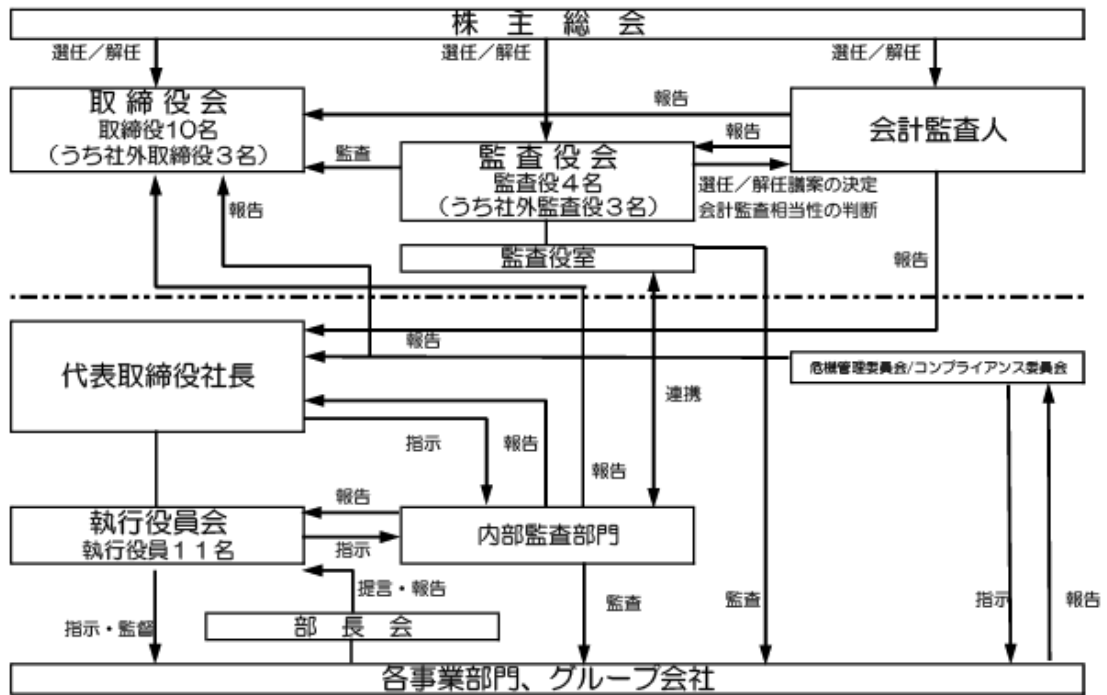 株主総会
選任／解任
選任／解任
選任／解任
取締役会
取締役10名
（うち社外取締役３名）
報告
会計監査人
報告
監査
監査役会
監査役４名
（うち社外監査役３名）
選任／解任議案の決定
会計監査相当性の判断
報告
監査役室
報告
代表取締役社長
報告
危機管理委員会/コンプライアンス委員会
連携
指示
報告
報告
執行役員会
執行役員１１名
報告
指示
内部監査部門
提言・報告
指示・監督
部長会
監査
監査
指示
報告
各事業部門、グループ会社